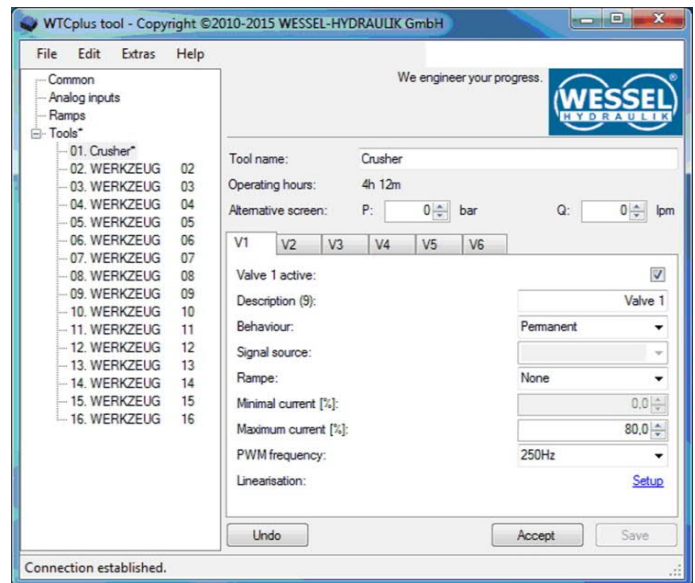 WTCplus tool - Copyright ©2010-2015 WESSEL-HYDRAULIK GmbH
File Edit Extras Help
We engineer your progress.
WESSEL®
HYDRAULIK
Common
Analog inputs
Ramps
Tools*
01. Crusher*
02. WERKZEUG 02
03. WERKZEUG 03
04. WERKZEUG 04
05. WERKZEUG 05
06. WERKZEUG 06
07. WERKZEUG 07
08. WERKZEUG 08
09. WERKZEUG 09
10. WERKZEUG 10
11. WERKZEUG 11
12. WERKZEUG 12
13. WERKZEUG 13
14. WERKZEUG 14
15. WERKZEUG 15
16. WERKZEUG 16
Tool name: Crusher
Operating hours: 4h 12m
Alternative screen: P: 0 bar Q: 0 lpm
V1 V2 V3 V4 V5 V6
Valve 1 active:
Description (9): Valve 1
Behaviour: Permanent
Signal source:
Rampe: None
Minimal current [%]: 0,0
Maximum current [%]: 80,0
PWM frequency: 250Hz
Linearisation: Setup
Undo Accept Save
Connection established.